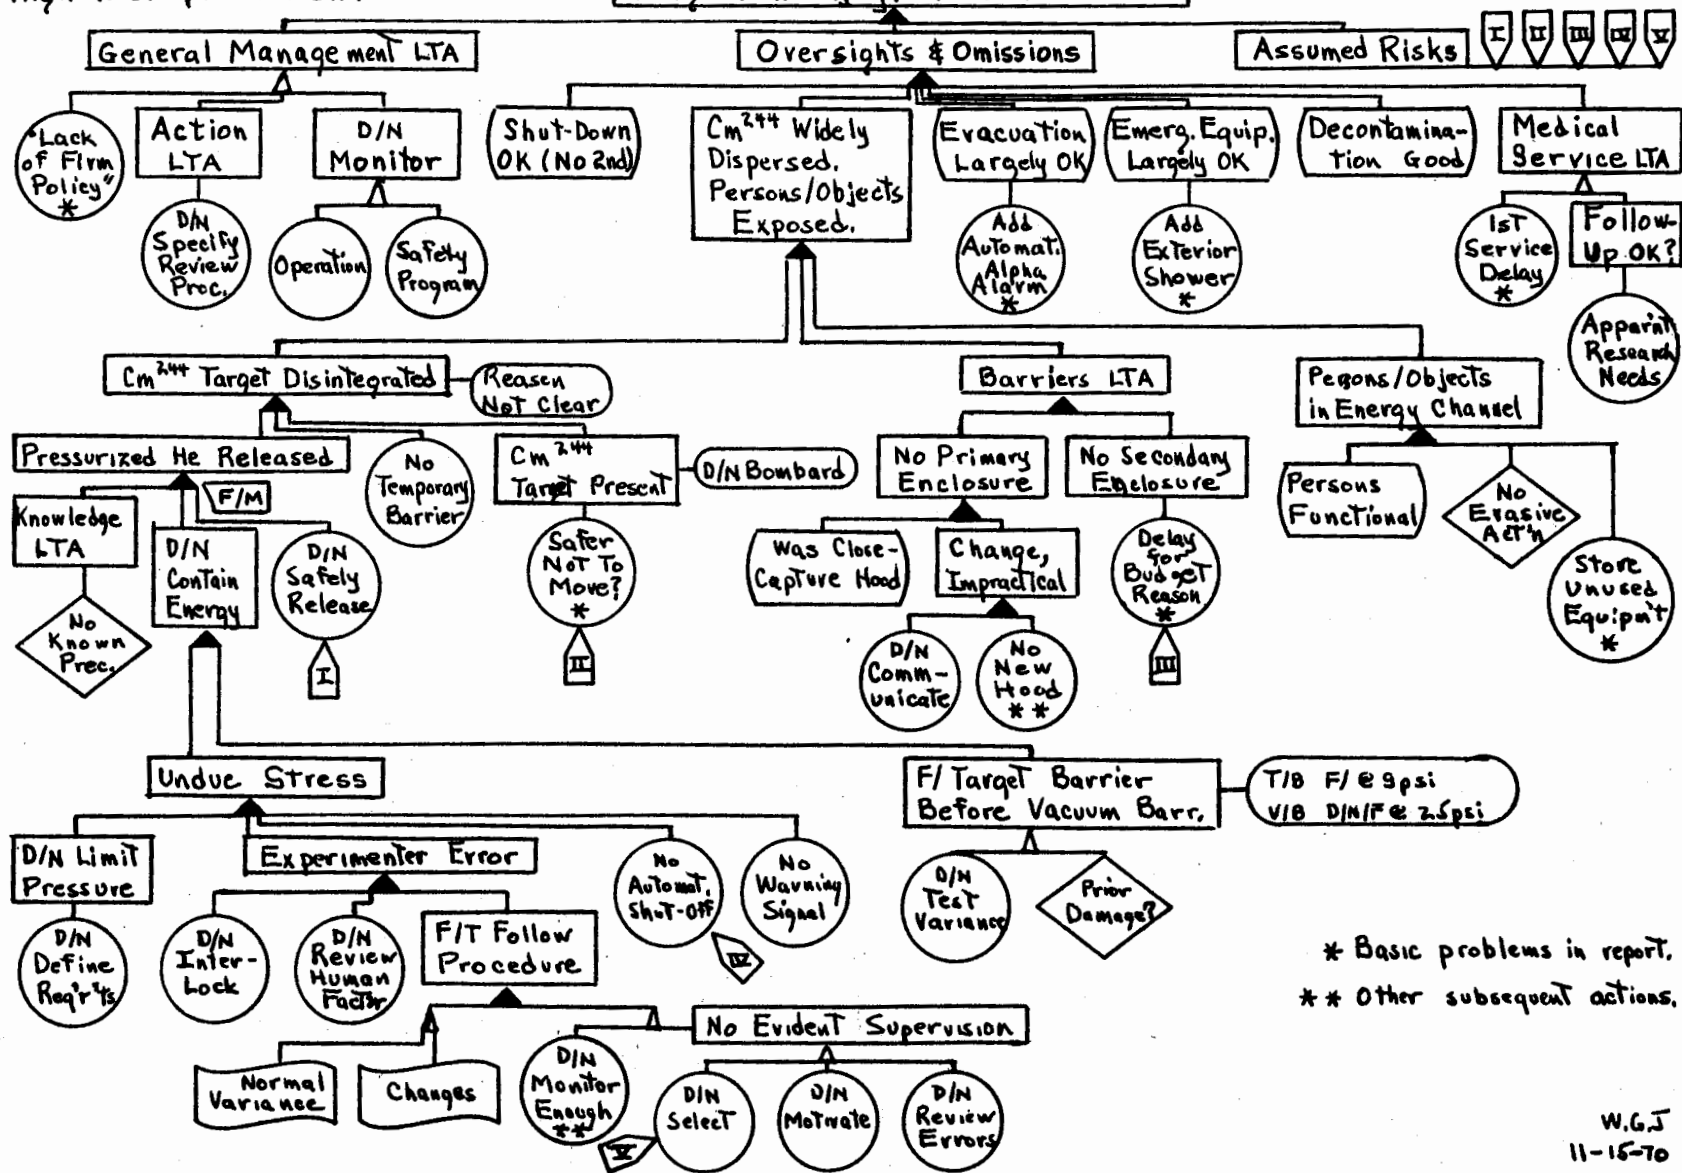 General Management LTA
Oversights & Omissions
Assumed Risks
I
II
III
IV
V
"Lack
of Firm
Policy"
*
Action
LTA
D/N
Monitor
Shut-Down
OK (No 2nd)
Cm244 Widely
Dispersed.
Persons/Objects
Exposed.
Evacuation
Largely OK
Emerg. Equip.
Largely OK
Decontamina-
tion Good
Medical
Service LTA
D/N
Specify
Review
Proc.
Operation
Safety
Program
Add
Automat.
Alpha
Alarm
*
Add
Exterior
Shower
*
1st
Service
Delay
*
Follow-
Up OK?
Appar'nt
Research
Needs
Cm244 Target Disintegrated
Reason
Not Clear
Barriers LTA
Persons/Objects
in Energy Channel
Pressurized He Released
No
Temporary
Barrier
Cm244
Target Present
D/N Bombard
No Primary
Enclosure
No Secondary
Enclosure
Persons
Functional
No
Erasive
Act'n
Store
Unused
Equipm't
*
F/M
Knowledge
LTA
D/N
Contain
Energy
D/N
Safely
Release
Safer
Not To
Move?
*
Was Close-
Capture Hood
Change,
Impractical
Delay
for
Budget
Reason
*
No
Known
Prec.
I
II
D/N
Comm-
unicate
No
New
Hood
* *
III
Undue Stress
F/ Target Barrier
Before Vacuum Barr.
T/B F/ @ 9psi
V/B D/N/F @ 25psi
D/N Limit
Pressure
Experimenter Error
No
Automat.
Shut-Off
No
Warning
Signal
D/N
Test
Variance
Prior
Damage?
D/N
Define
Req'r'ts
D/N
Inter-
Lock
D/N
Review
Human
Factor
F/T Follow
Procedure
IV
* Basic problems in report.
* * Other subsequent actions.
No Evident Supervision
Normal
Variance
Changes
D/N
Monitor
Enough
* *
V
D/N
Select
D/N
Motivate
D/N
Review
Errors
W.G.J
11-15-70